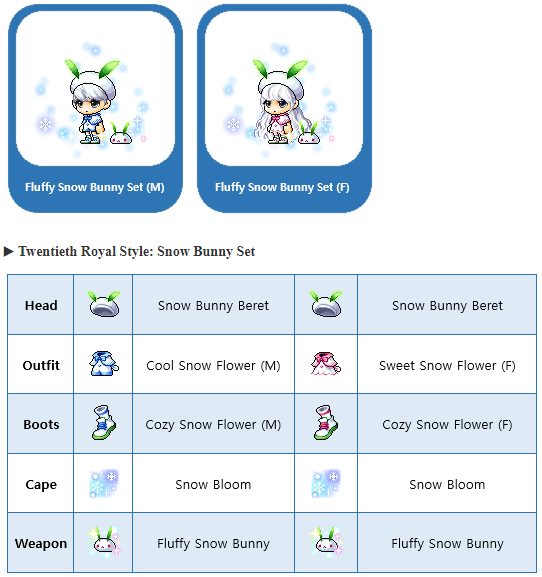 Fluffy Snow Bunny Set (M)
Fluffy Snow Bunny Set (F)
► Twentieth Royal Style: Snow Bunny Set
Head Snow Bunny Beret Snow Bunny Beret
Outfit Cool Snow Flower (M) Sweet Snow Flower (F)
Boots Cozy Snow Flower (M) Cozy Snow Flower (F)
Cape Snow Bloom Snow Bloom
Weapon Fluffy Snow Bunny Fluffy Snow Bunny